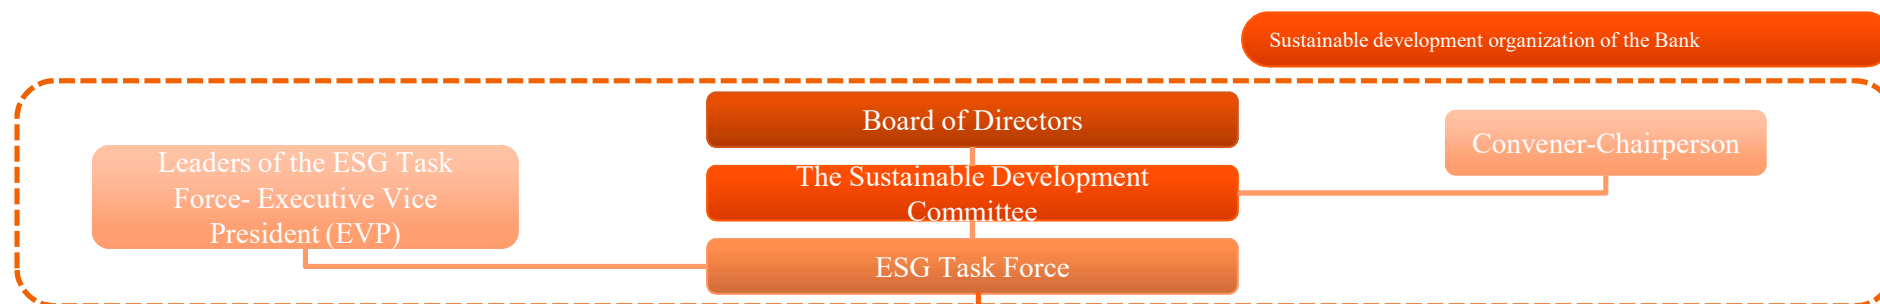 Sustainable development organization of the Bank
Board of Directors
Convener-Chairperson
Leaders of the ESG Task
Force- Executive Vice
President (EVP)
The Sustainable Development
Committee
ESG Task Force